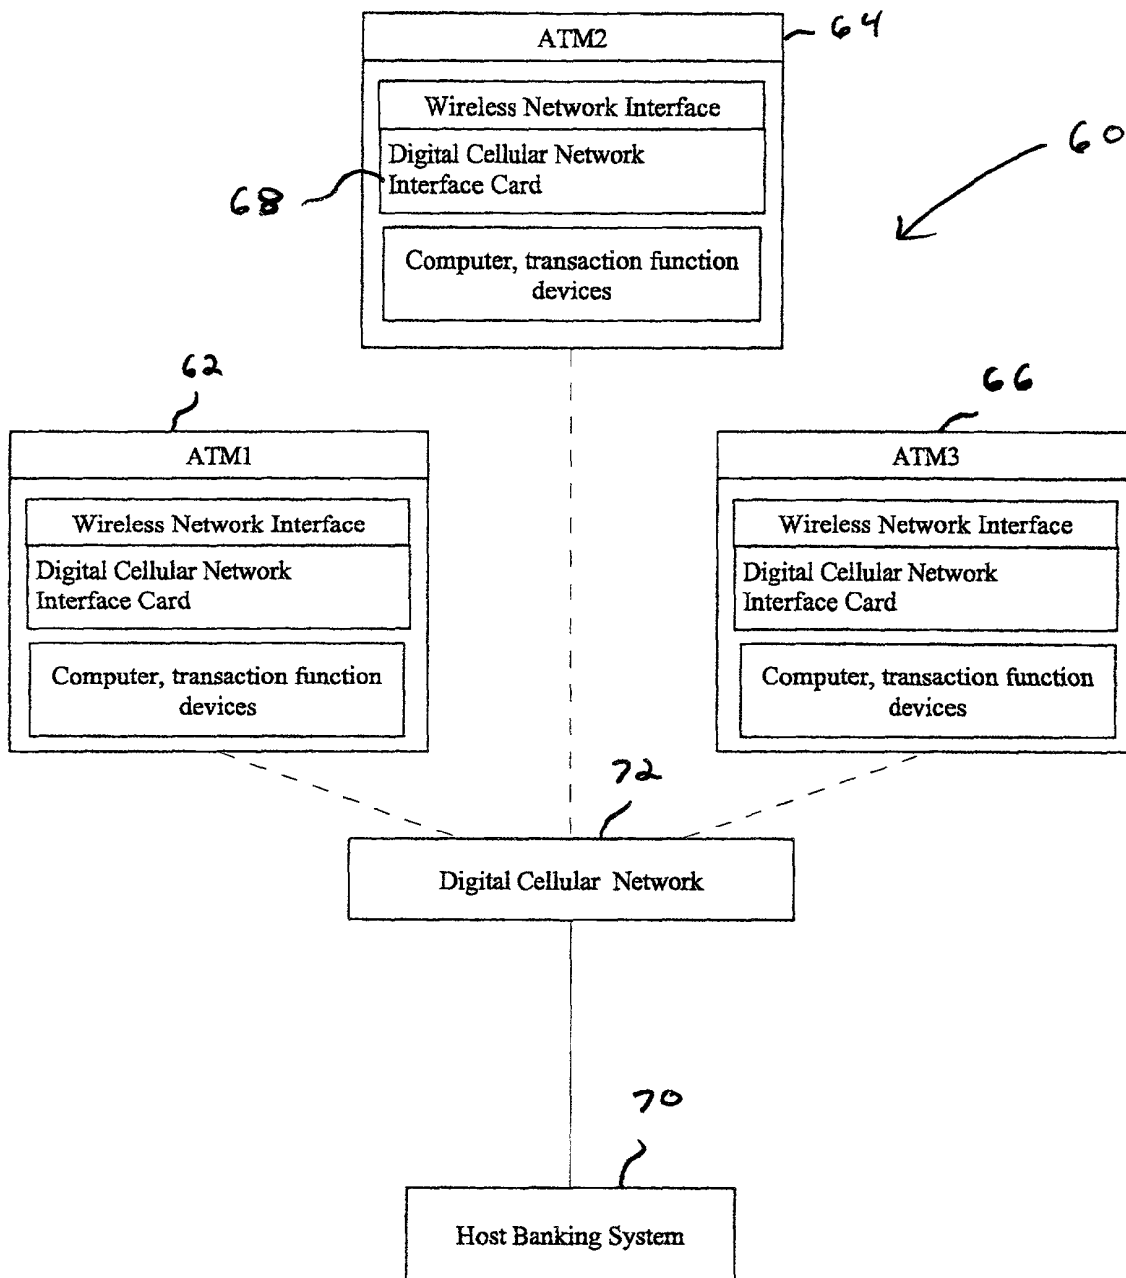 ATM2
64
Wireless Network Interface
60
Digital Cellular Network
Interface Card
68
Computer, transaction function
devices
62
66
ATM1
ATM3
Wireless Network Interface
Wireless Network Interface
Digital Cellular Network
Interface Card
Digital Cellular Network
Interface Card
Computer, transaction function
devices
Computer, transaction function
devices
72
Digital Cellular Network
70
Host Banking System